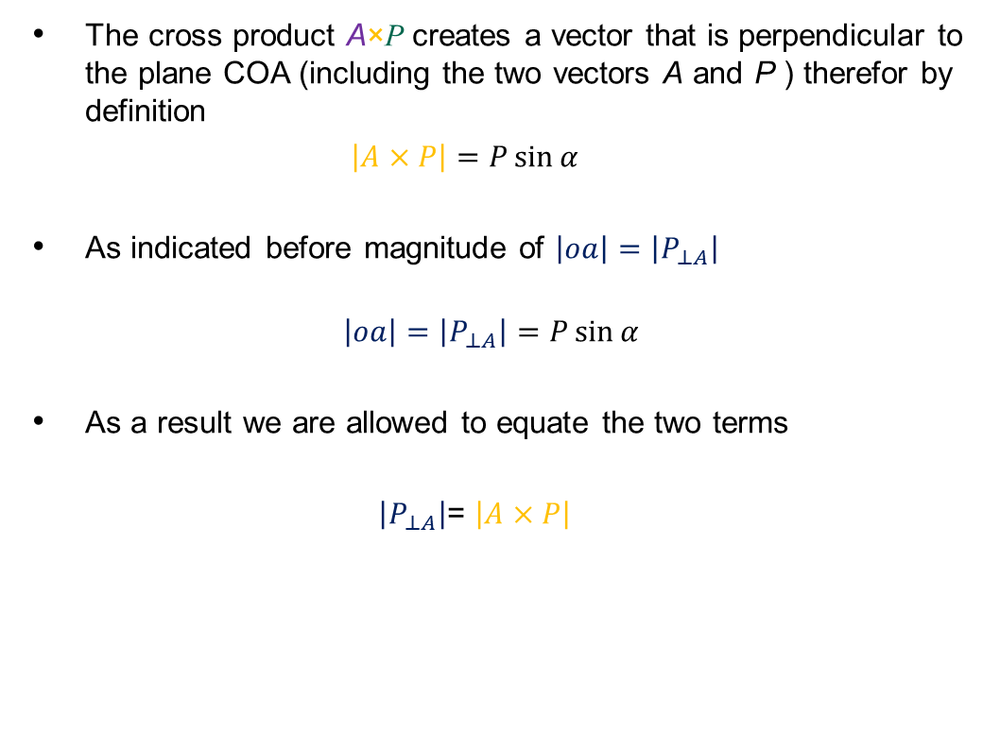 • The cross product A×P creates a vector that is perpendicular to
the plane COA (including the two vectors A and P ) therefor by
definition
|A × P| = P sin α
• As indicated before magnitude of |oa| = |P⊥A|
|oa| = |P⊥A| = P sin α
• As a result we are allowed to equate the two terms
|P⊥A|= |A × P|